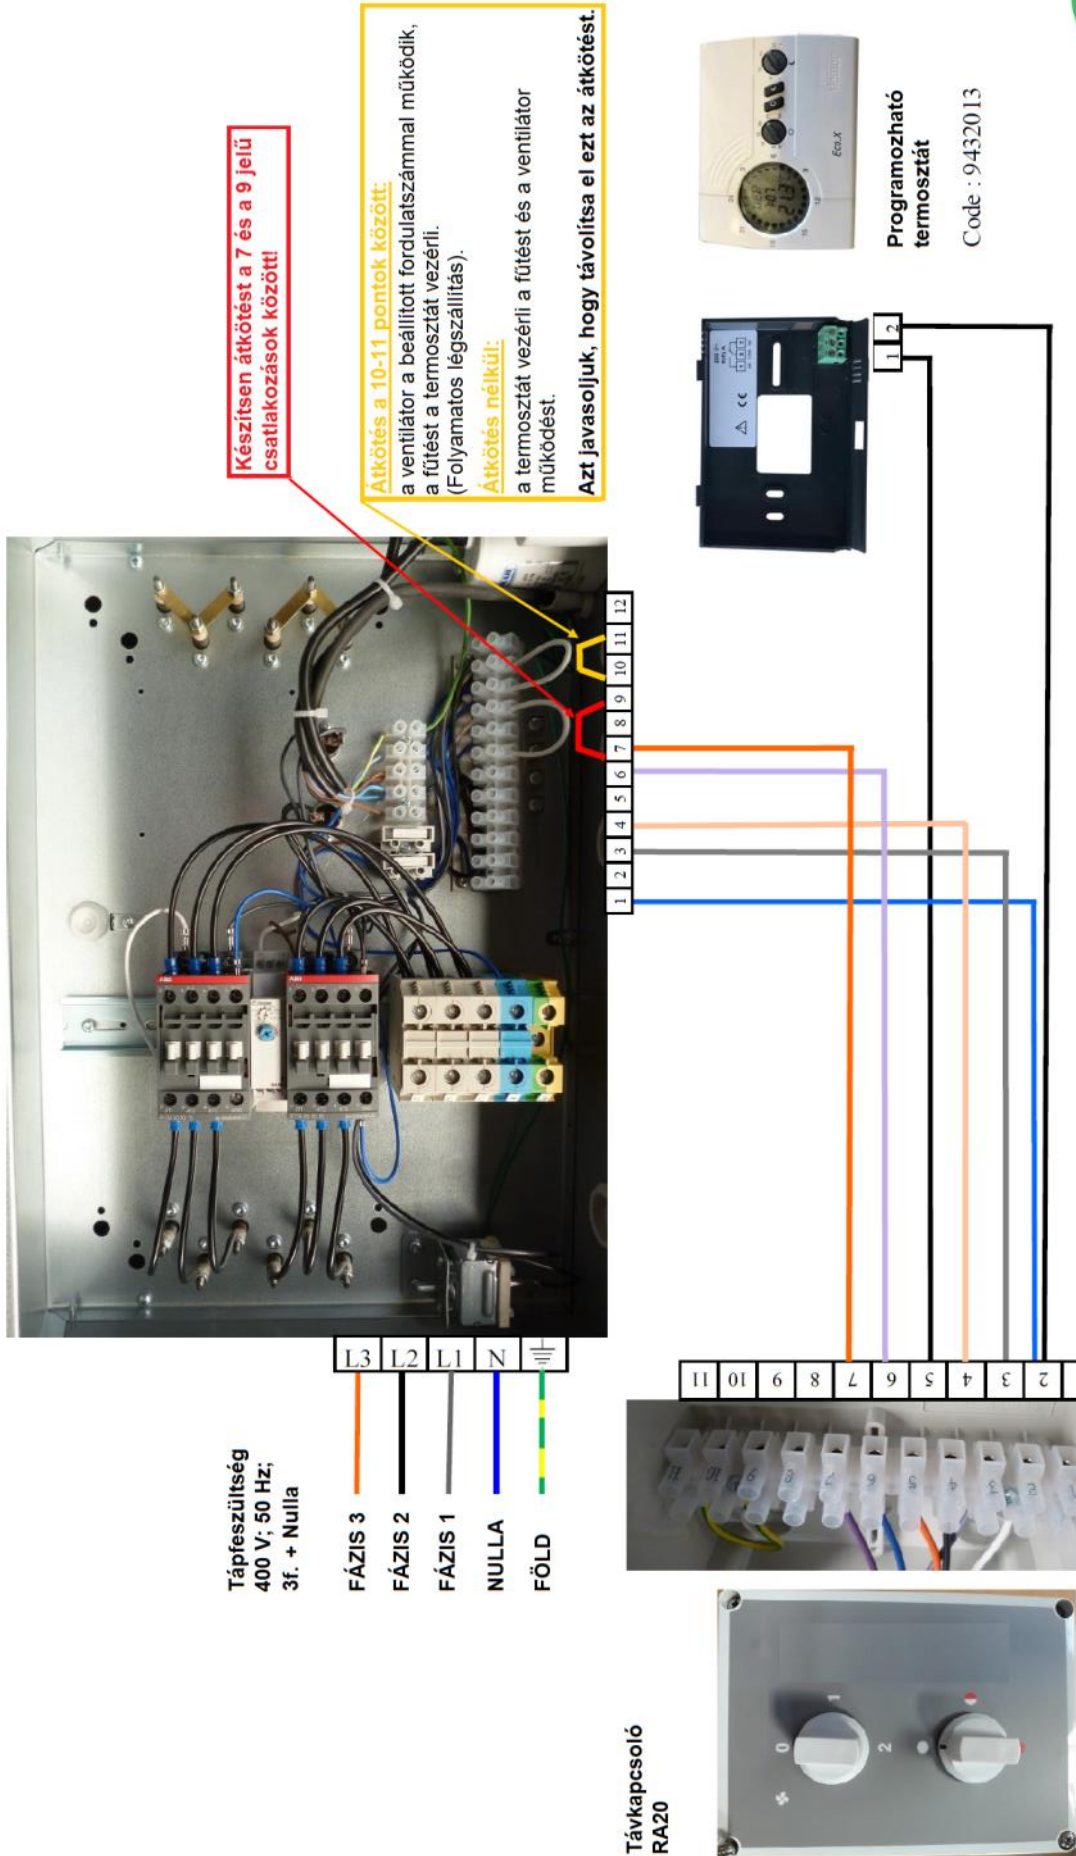 Készítsen átkötést a 7 és a 9 jelű
csatlakozások között!
Átkötés a 10-11 pontok között:
a ventilátor a beállított fordulatszámmal működik,
a fűtést a termosztát vezérli.
(Folyamatos légszállítás).
Átkötés nélkül:
a termosztát vezérli a fűtést és a ventilátor
működést.
Azt javasoljuk, hogy távolítsa el ezt az átkötést.
Tápfeszültség
400 V; 50 Hz;
3f. + Nulla
FÁZIS 3
FÁZIS 2
FÁZIS 1
NULLA
FÖLD
L3
L2
L1
N
1 2 3 4 5 6 7 8 9 10 11 12
Programozható
termosztát
Code : 9432013
Eco.X
1 2
Távkapcsoló
RA20
0
1
2
11
10
9
8
7
6
5
4
3
2